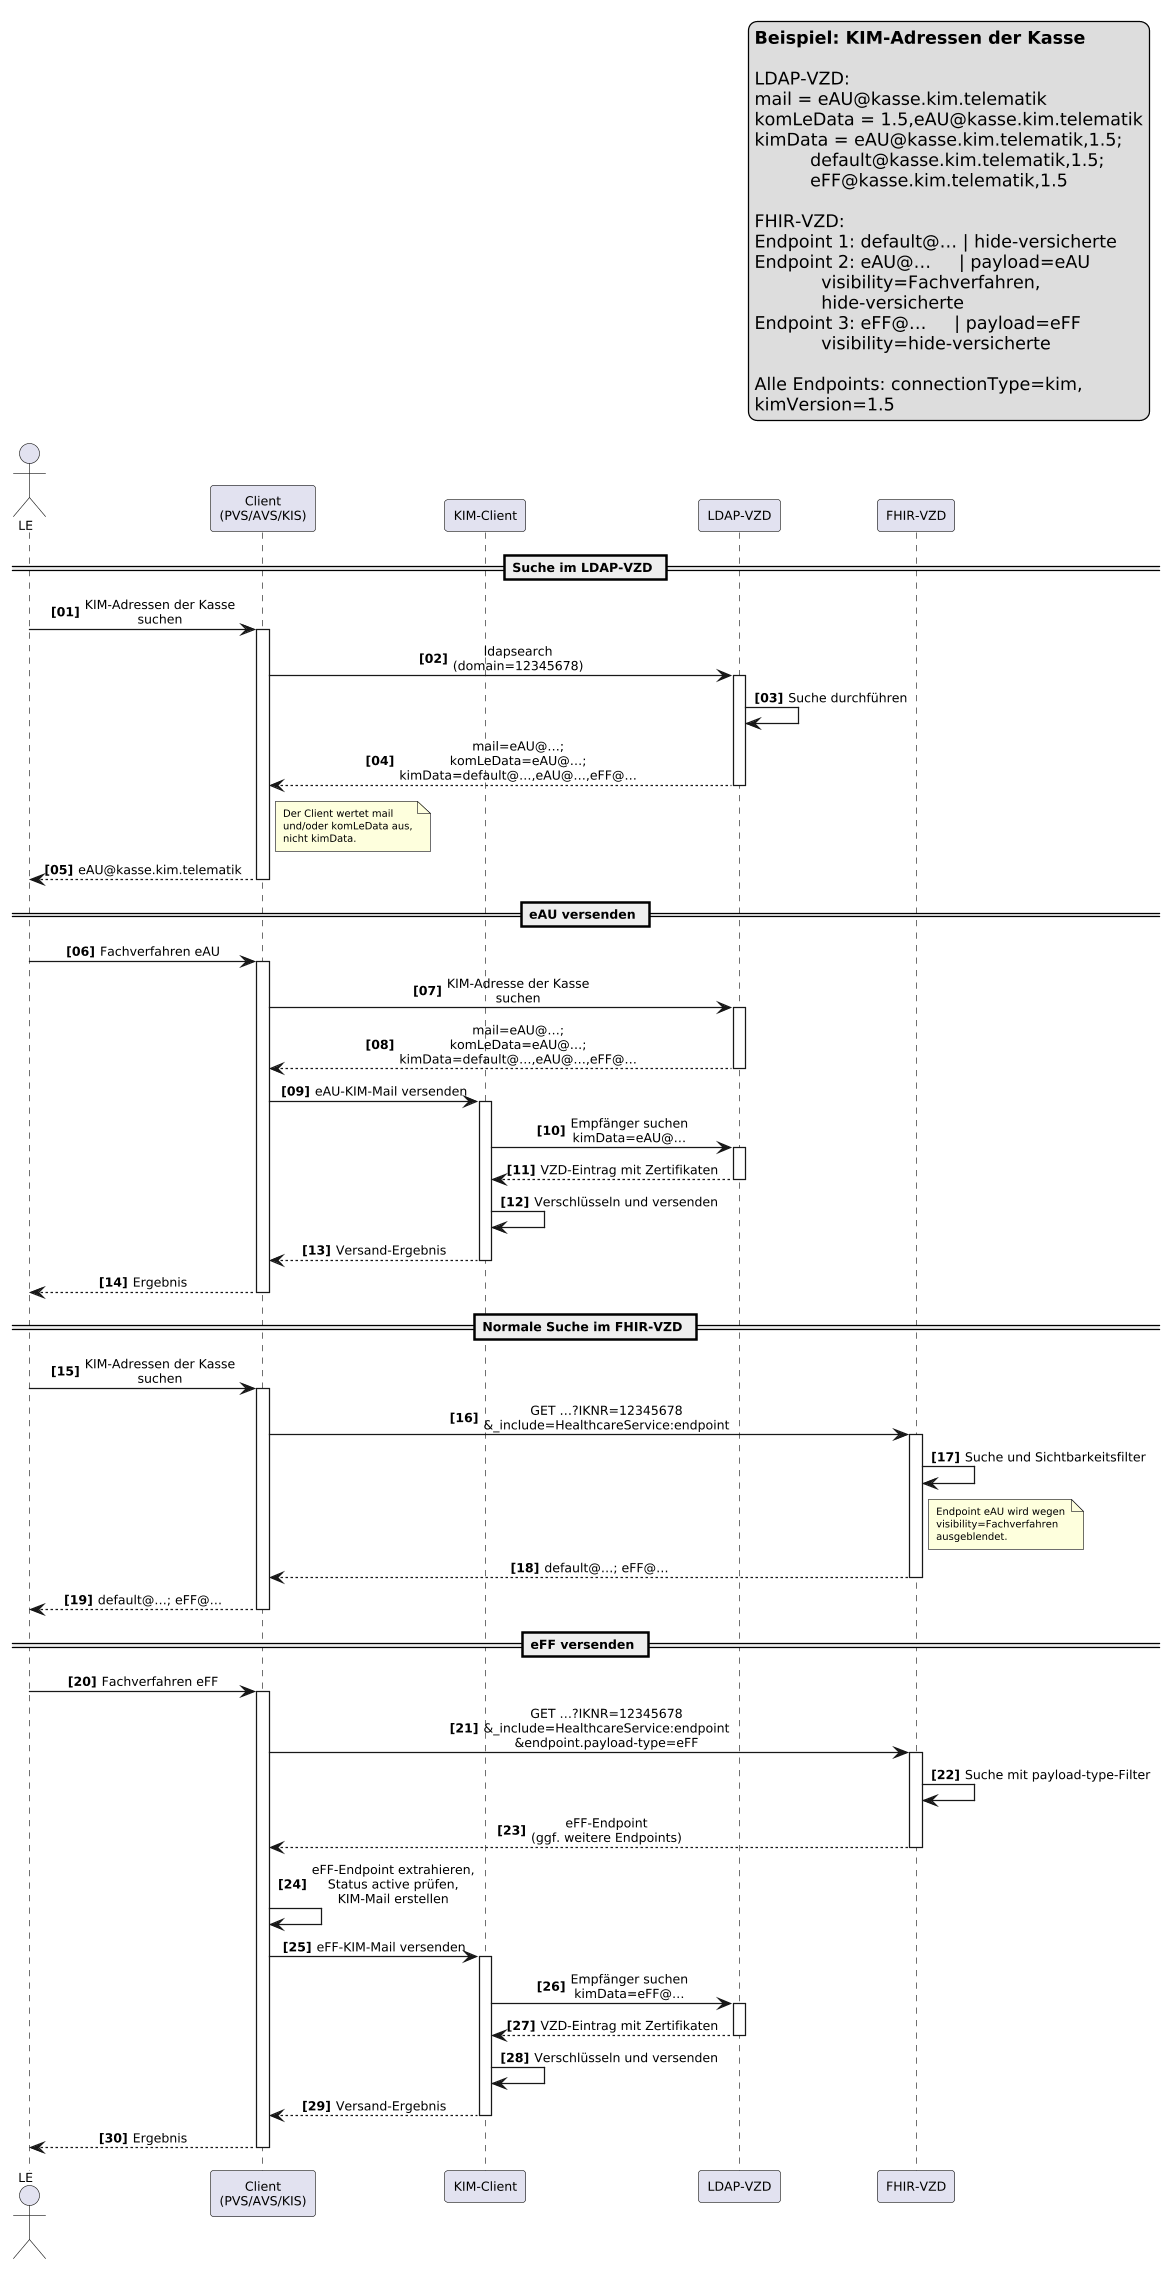 Beispiel: KIM-Adressen der Kasse
LDAP-VZD:
mail = eAU@kasse.kim.telematik
komLeData = 1.5,eAU@kasse.kim.telematik
kimData = eAU@kasse.kim.telematik,1.5;
default@kasse.kim.telematik,1.5;
eFF@kasse.kim.telematik,1.5
FHIR-VZD:
Endpoint 1: default@... | hide-versicherte
Endpoint 2: eAU@... | payload=eAU
visibility=Fachverfahren,
hide-versicherte
Endpoint 3: eFF@... | payload=eFF
visibility=hide-versicherte
Alle Endpoints: connectionType=kim,
kimVersion=1.5
LE
Client
(PVS/AVS/KIS)
KIM-Client
LDAP-VZD
FHIR-VZD
Suche im LDAP-VZD
[01] KIM-Adressen der Kasse
suchen
[02] ldapsearch
(domain=12345678)
[03] Suche durchführen
mail=eAU@...;
[04] komLeData=eAU@...;
kimData=default@...,eAU@...,eFF@...
Der Client wertet mail
und/oder komLeData aus,
nicht kimData.
[05] eAU@kasse.kim.telematik
eAU versenden
[06] Fachverfahren eAU
[07] KIM-Adresse der Kasse
suchen
mail=eAU@...;
[08] komLeData=eAU@...;
kimData=default@...,eAU@...,eFF@...
[09] eAU-KIM-Mail versenden
[10] Empfänger suchen
kimData=eAU@...
[11] VZD-Eintrag mit Zertifikaten
[12] Verschlüsseln und versenden
[13] Versand-Ergebnis
[14] Ergebnis
Normale Suche im FHIR-VZD
[15] KIM-Adressen der Kasse
suchen
[16] GET ...?IKNR=12345678
&_include=HealthcareService:endpoint
[17] Suche und Sichtbarkeitsfilter
Endpoint eAU wird wegen
visibility=Fachverfahren
ausgeblendet.
[18] default@...; eFF@...
[19] default@...; eFF@...
eFF versenden
[20] Fachverfahren eFF
GET ...?IKNR=12345678
[21] &_include=HealthcareService:endpoint
&endpoint.payload-type=eFF
[22] Suche mit payload-type-Filter
[23] eFF-Endpoint
(ggf. weitere Endpoints)
eFF-Endpoint extrahieren,
[24] Status active prüfen,
KIM-Mail erstellen
[25] eFF-KIM-Mail versenden
[26] Empfänger suchen
kimData=eFF@...
[27] VZD-Eintrag mit Zertifikaten
[28] Verschlüsseln und versenden
[29] Versand-Ergebnis
[30] Ergebnis
LE
Client
(PVS/AVS/KIS)
KIM-Client
LDAP-VZD
FHIR-VZD